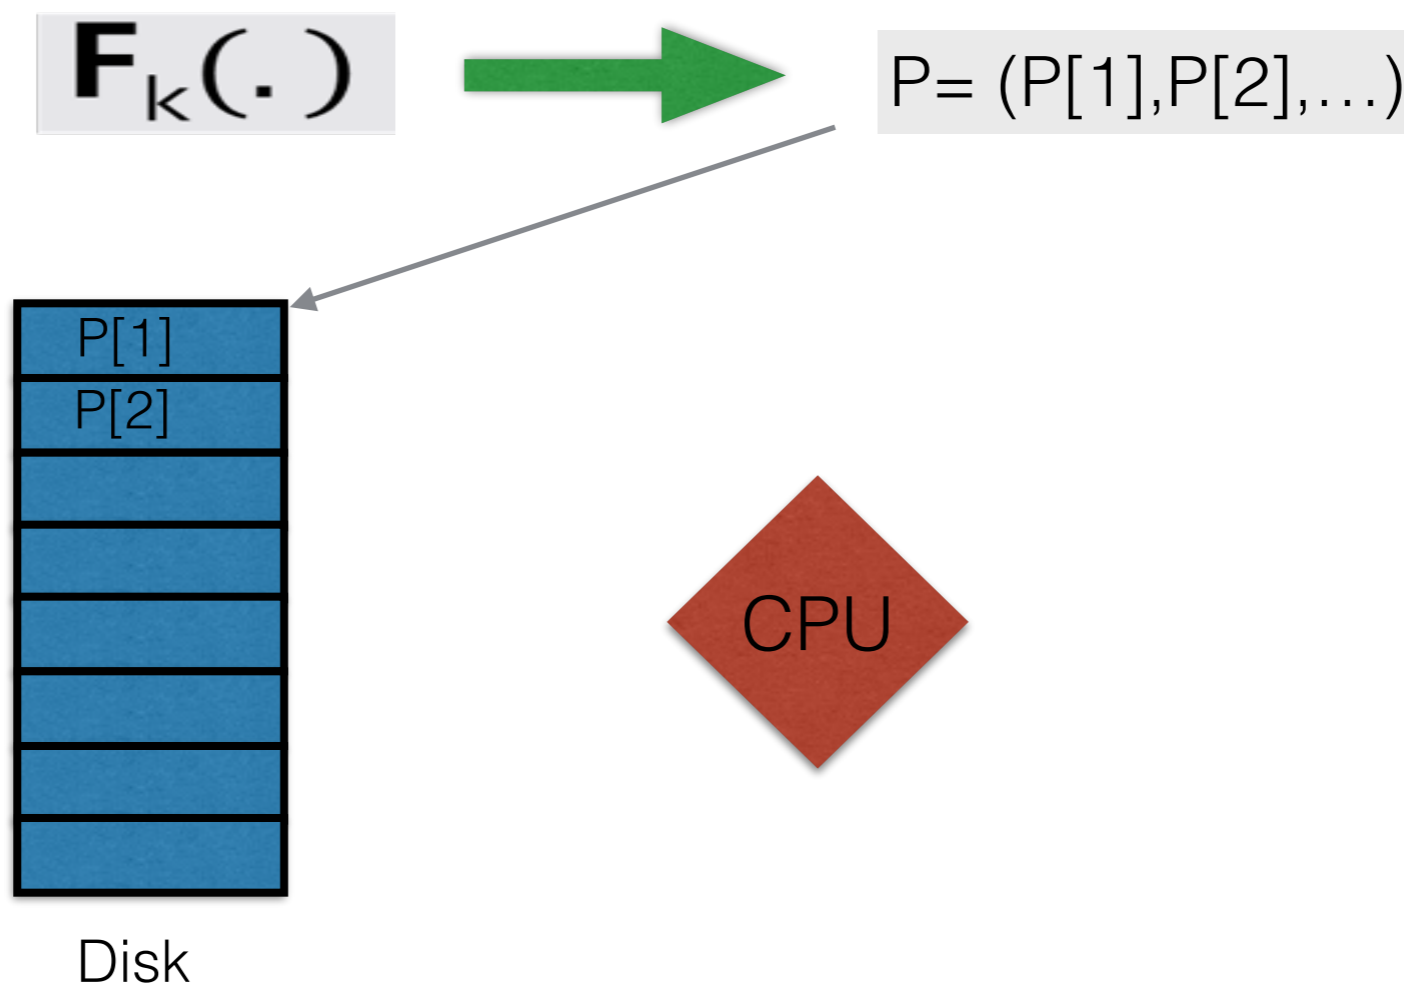 Fₖ(.)
P= (P[1],P[2],...)
P[1]
P[2]
CPU
Disk